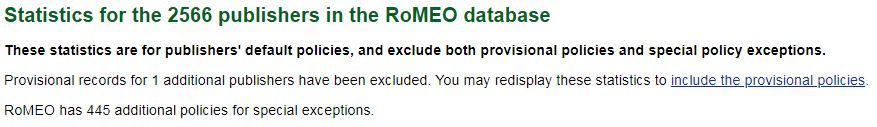 Statistics for the 2566 publishers in the RoMEO database
These statistics are for publishers' default policies, and exclude both provisional policies and special policy exceptions.
Provisional records for 1 additional publishers have been excluded. You may redisplay these statistics to include the provisional policies.
RoMEO has 445 additional policies for special exceptions.